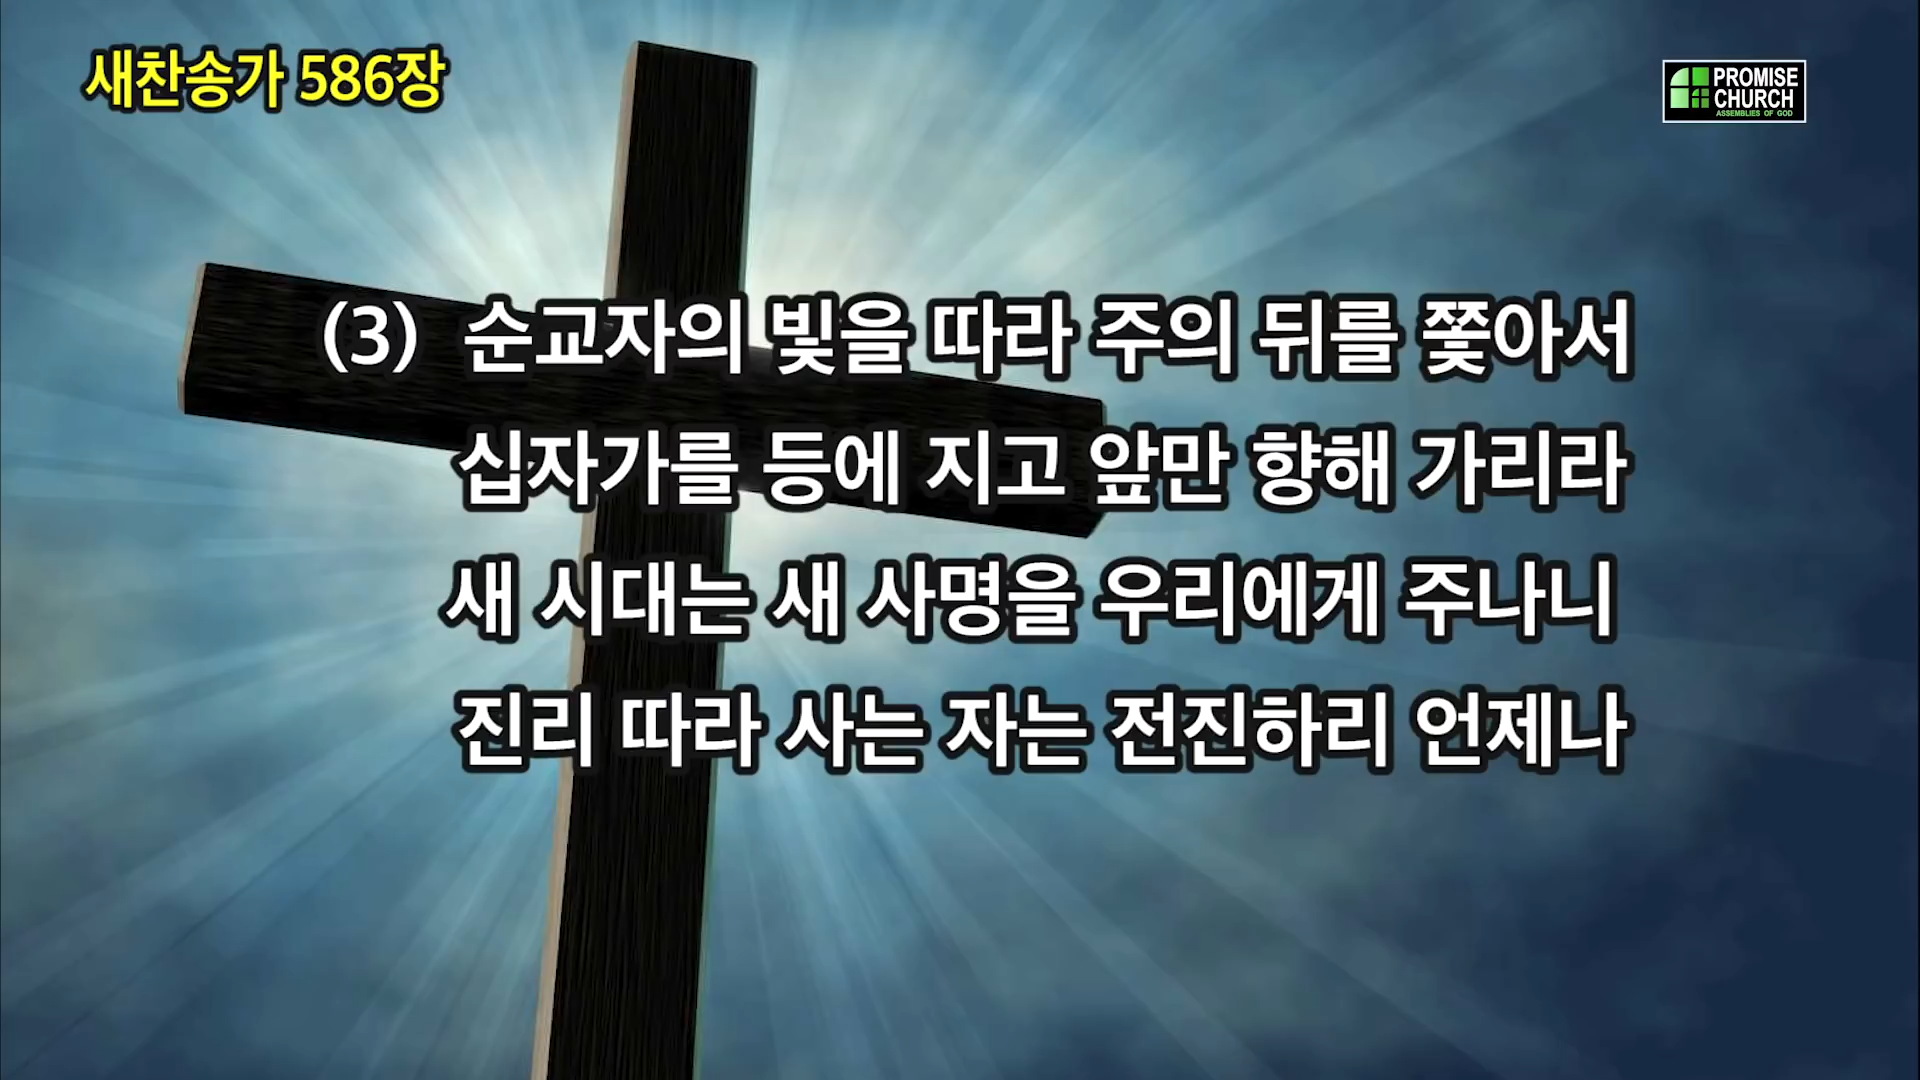 새찬송가 586장
PROMISE
CHURCH
ASSEMBLIES OF GOD
(3) 순교자의 빛을 따라 주의 뒤를 쫓아서
십자가를 등에 지고 앞만 향해 가리라
새 시대는 새 사명을 우리에게 주나니
진리 따라 사는 자는 전진하리 언제나